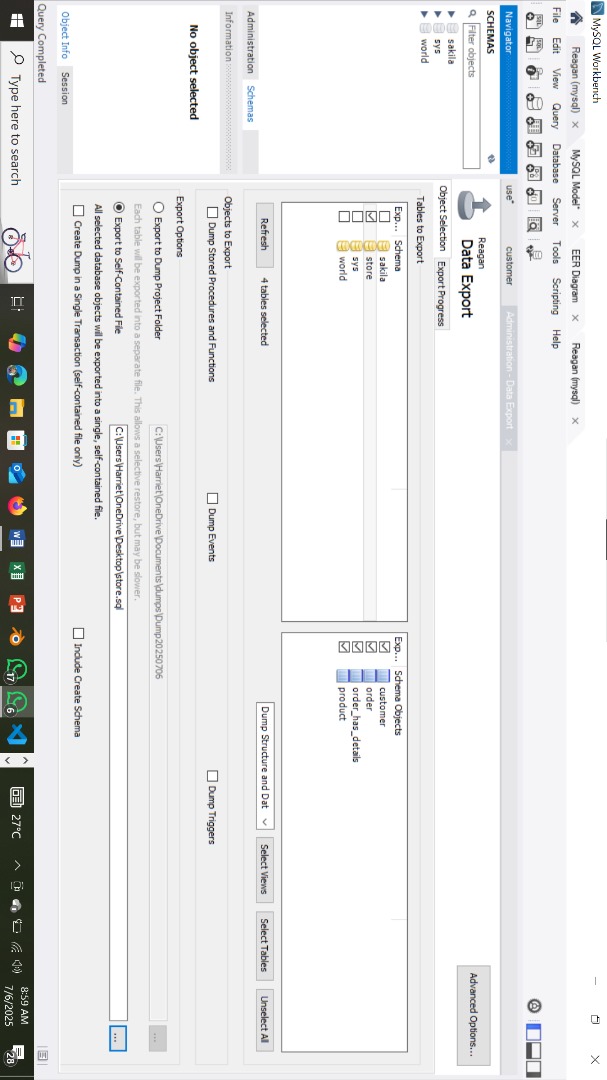 MySQL Workbench
Reagan (mysql) ×
MySQL Model* ×
EER Diagram ×
Reagan (mysql) ×
File Edit View Query Database Server Tools Scripting Help
Navigator
SCHEMAS
Filter objects
sakila
sys
world
Administration Schemas
Information
No object selected
Object Info Session
Query Completed
use* customer Administration - Data Export ×
Reagan
Data Export
Advanced Options...
Object Selection Export Progress
Tables to Export
Exp... Schema
sakila
store
sys
world
Exp... Schema Objects
customer
order
order_has_details
product
Refresh 4 tables selected Dump Structure and Dat Select Views Select Tables Unselect All
Objects to Export
Dump Stored Procedures and Functions Dump Events Dump Triggers
Export Options
Export to Dump Project Folder C:\Users\Harriet\OneDrive\Documents\dumps\Dump20250706 ...
Each table will be exported into a separate file. This allows a selective restore, but may be slower.
Export to Self-Contained File C:\Users\Harriet\OneDrive\Desktop\store.sql ...
All selected database objects will be exported into a single, self-contained file.
Create Dump in a Single Transaction (self-contained file only) Include Create Schema
Type here to search
17
6
27°C
8:59 AM
7/6/2025
28